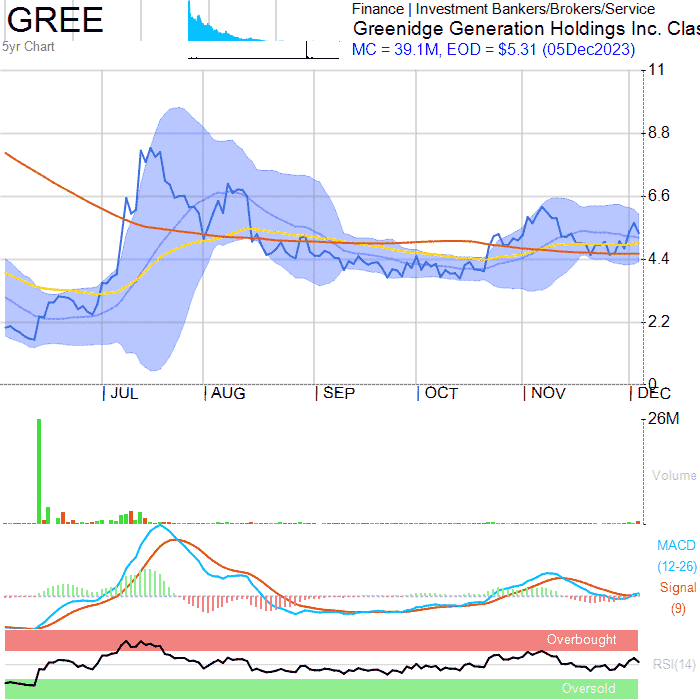 GREE
Finance | Investment Bankers/Brokers/Service
5yr Chart
Greenidge Generation Holdings Inc. Clas
MC = 39.1M, EOD = $5.31 (05Dec2023)
11
8.8
6.6
4.4
2.2
0
JUL AUG SEP OCT NOV DEC
26M
Volume
MACD
(12-26)
Signal
(9)
Overbought
RSI(14)
Oversold